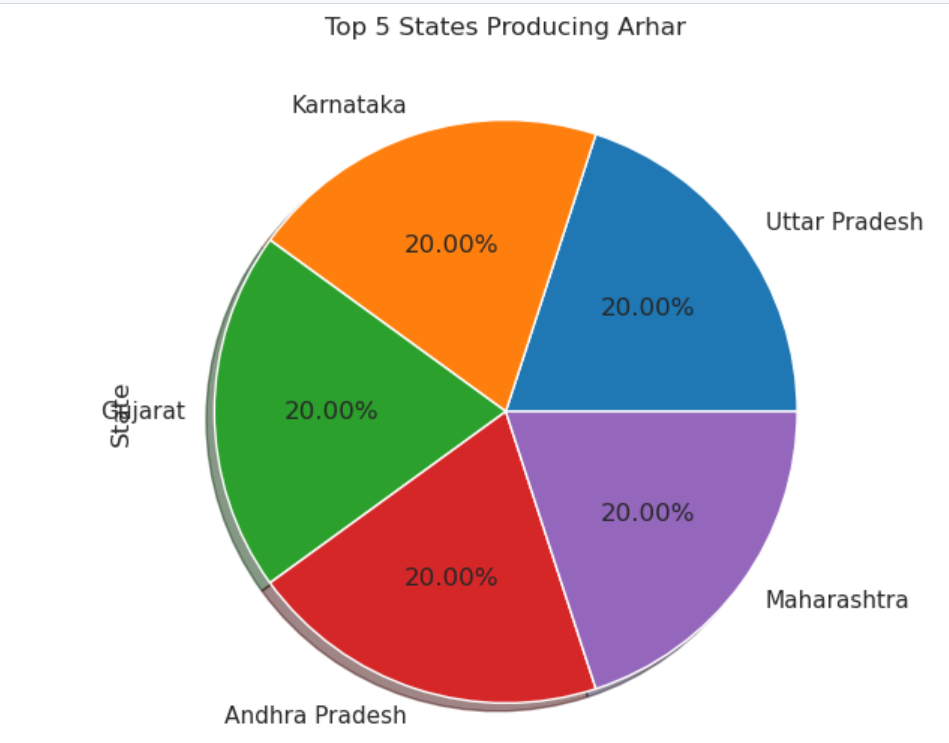 Top 5 States Producing Arhar
Karnataka
Uttar Pradesh
20.00%
20.00%
State
Gujarat
20.00%
20.00%
20.00%
Maharashtra
Andhra Pradesh